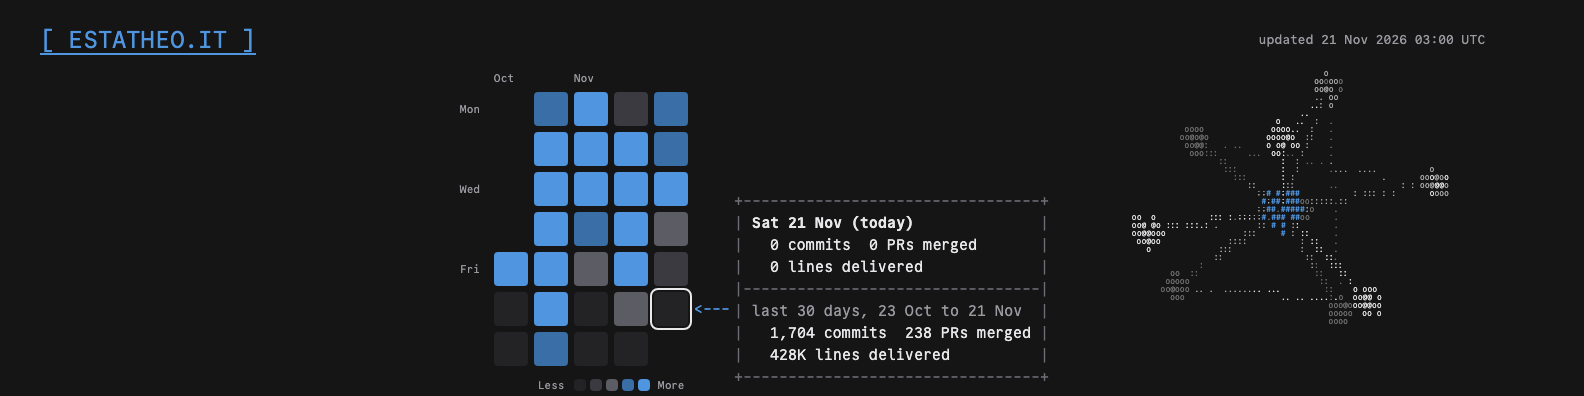 [ ESTATHEO.IT ]
updated 21 Nov 2026 03:00 UTC
Oct Nov
Mon
Wed
Fri
Sat 21 Nov (today)
0 commits 0 PRs merged
0 lines delivered
last 30 days, 23 Oct to 21 Nov
1,704 commits 238 PRs merged
428K lines delivered
Less More